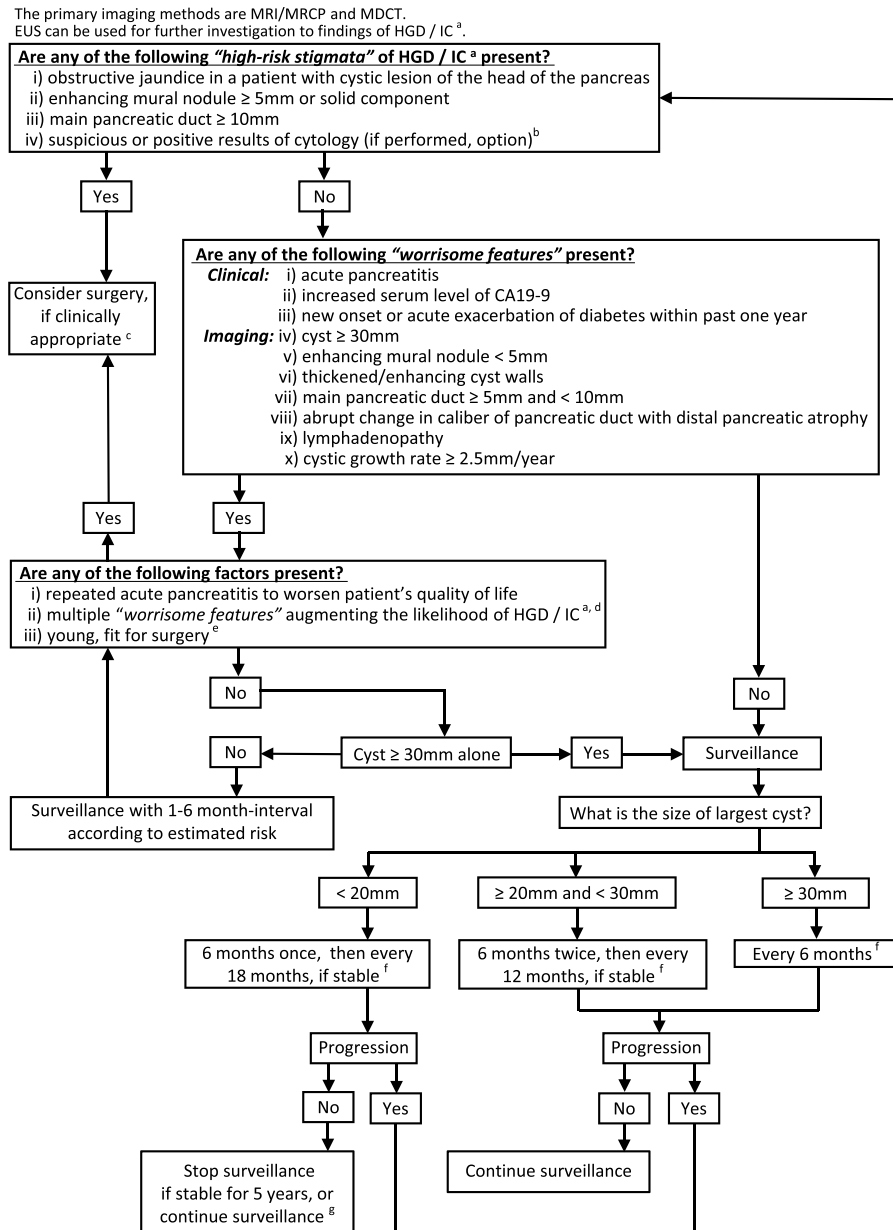 The primary imaging methods are MRI/MRCP and MDCT.
EUS can be used for further investigation to findings of HGD / IC a.
Are any of the following "high-risk stigmata" of HGD / IC a present?
i) obstructive jaundice in a patient with cystic lesion of the head of the pancreas
ii) enhancing mural nodule ≥ 5mm or solid component
iii) main pancreatic duct ≥ 10mm
iv) suspicious or positive results of cytology (if performed, option) b
Yes
No
Are any of the following "worrisome features" present?
Clinical: i) acute pancreatitis
ii) increased serum level of CA19-9
iii) new onset or acute exacerbation of diabetes within past one year
Imaging: iv) cyst ≥ 30mm
v) enhancing mural nodule < 5mm
vi) thickened/enhancing cyst walls
vii) main pancreatic duct ≥ 5mm and < 10mm
viii) abrupt change in caliber of pancreatic duct with distal pancreatic atrophy
ix) lymphadenopathy
x) cystic growth rate ≥ 2.5mm/year
Consider surgery,
if clinically
appropriate c
Yes
Yes
Are any of the following factors present?
i) repeated acute pancreatitis to worsen patient's quality of life
ii) multiple "worrisome features" augmenting the likelihood of HGD / IC a, d
iii) young, fit for surgery e
No
No
No
Cyst ≥ 30mm alone
Yes
Surveillance
Surveillance with 1-6 month-interval
according to estimated risk
What is the size of largest cyst?
< 20mm
≥ 20mm and < 30mm
≥ 30mm
6 months once, then every
18 months, if stable f
6 months twice, then every
12 months, if stable f
Every 6 months f
Progression
Progression
No
Yes
No
Yes
Stop surveillance
if stable for 5 years, or
continue surveillance g
Continue surveillance